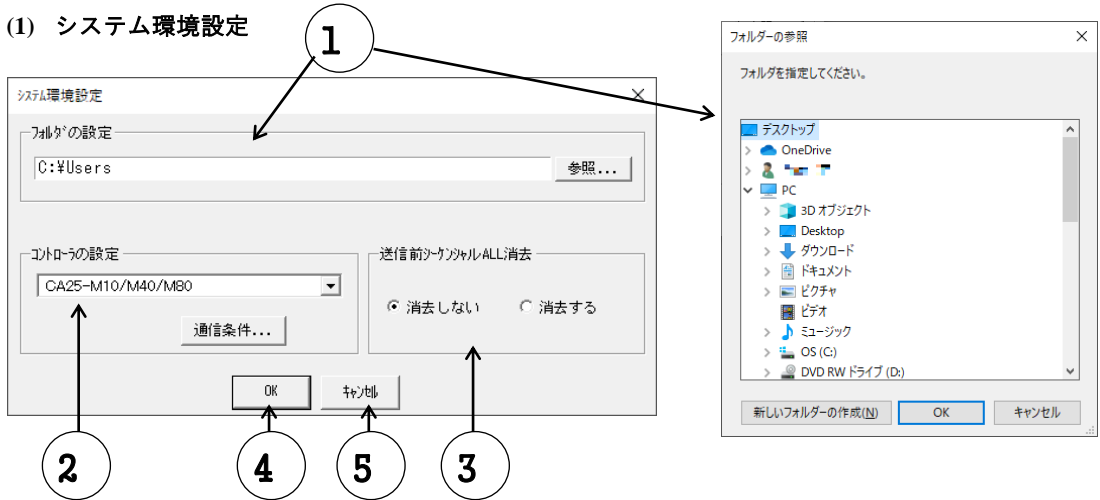 (1) システム環境設定
1
ｼｽﾃﾑ環境設定
ﾌｫﾙﾀﾞの設定
C:¥Users
参照...
ｺﾝﾄﾛｰﾗの設定
CA25-M10/M40/M80
通信条件...
送信前ｼｰｹﾝｼｬﾙALL消去
消去しない
消去する
OK
ｷｬﾝｾﾙ
2
4
5
3
フォルダーの参照
フォルダを指定してください。
デスクトップ
OneDrive
PC
3D オブジェクト
Desktop
ダウンロード
ドキュメント
ピクチャ
ビデオ
ミュージック
OS (C:)
DVD RW ドライブ (D:)
新しいフォルダーの作成(N)
OK
キャンセル